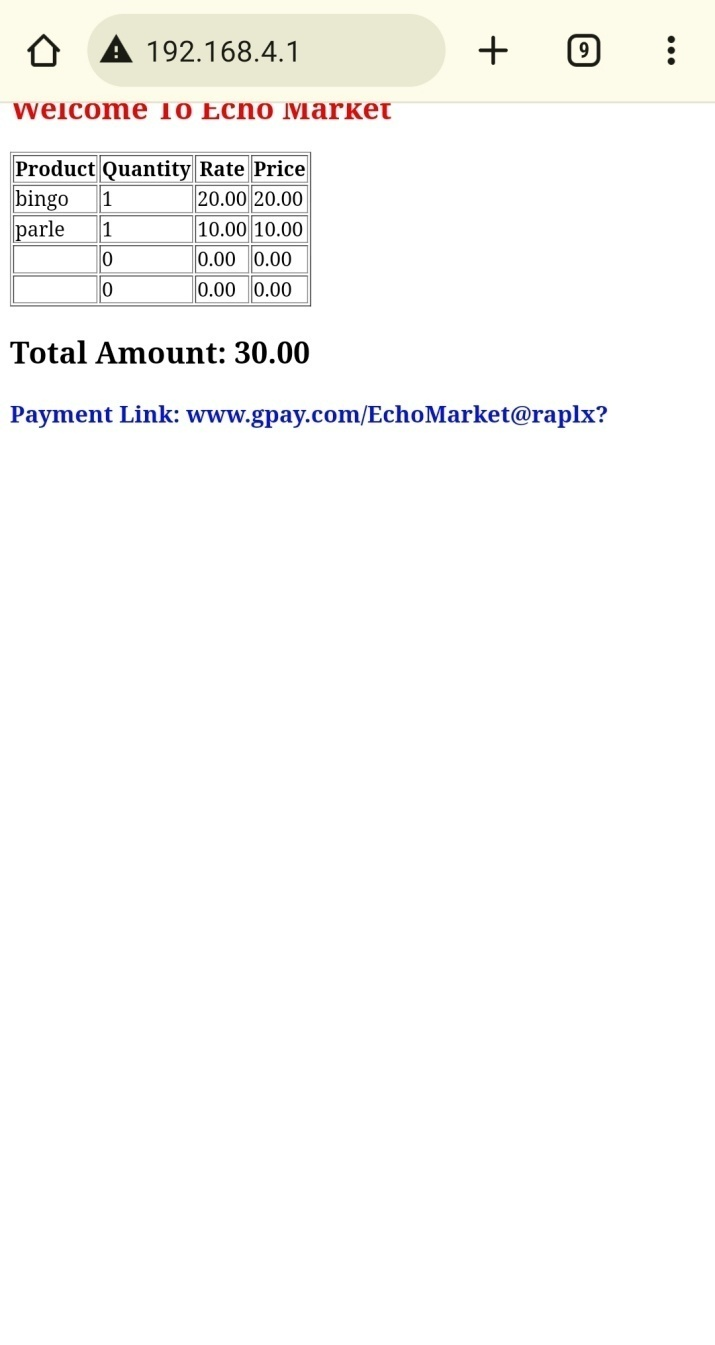 192.168.4.1
9
Welcome To Echo Market
Product Quantity Rate Price
bingo 1 20.00 20.00
parle 1 10.00 10.00
0 0.00 0.00
0 0.00 0.00
Total Amount: 30.00
Payment Link: www.gpay.com/EchoMarket@raplx?